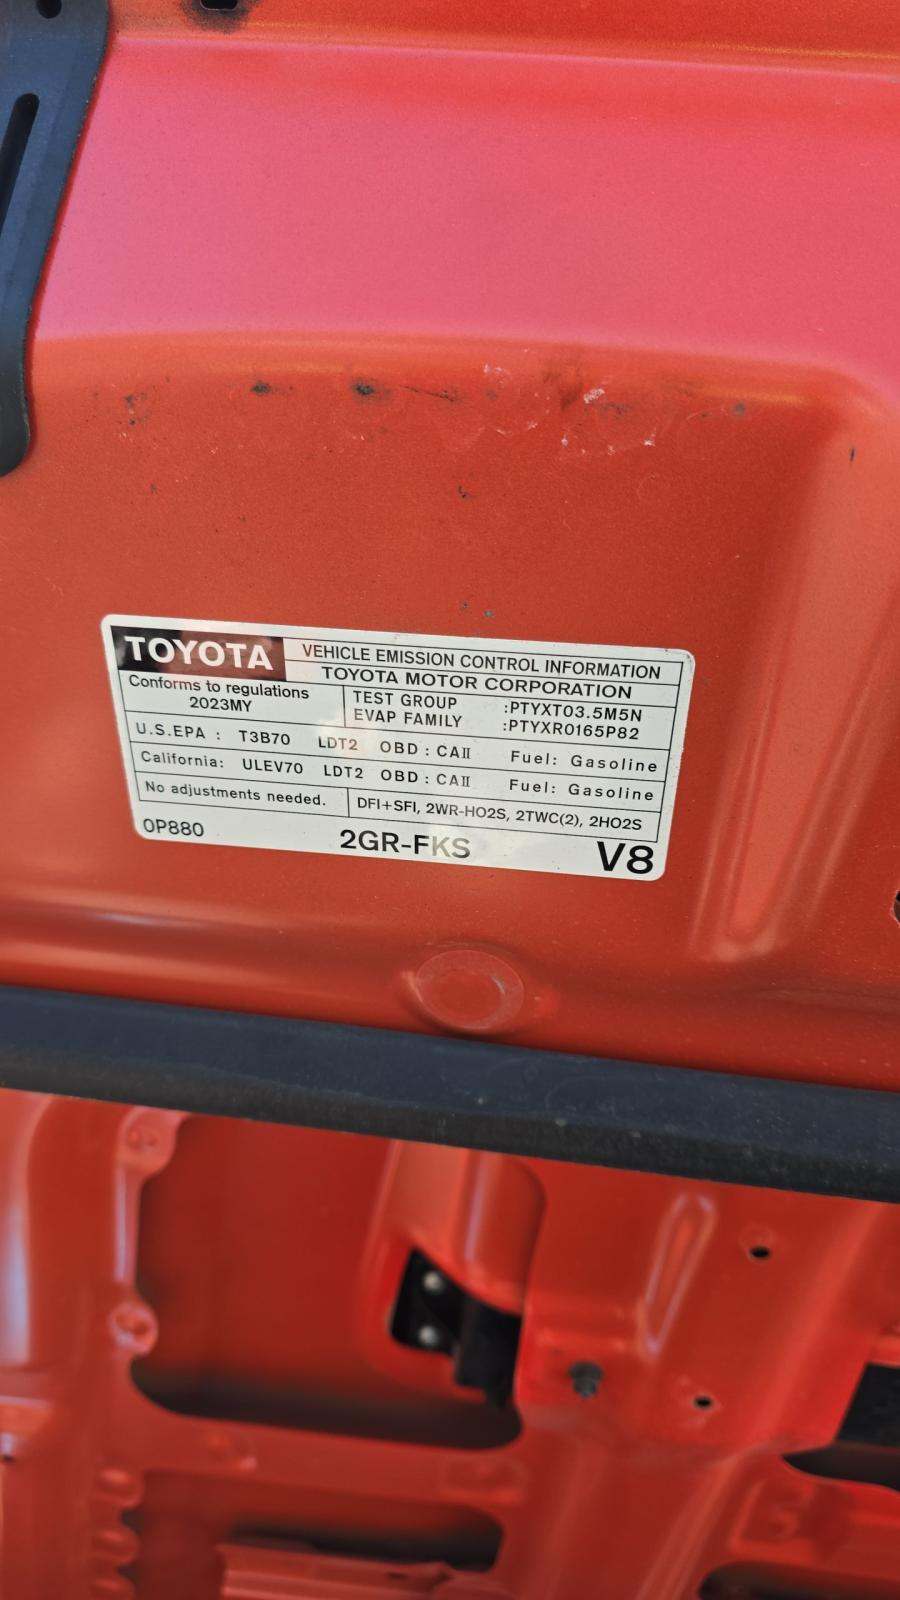 TOYOTA VEHICLE EMISSION CONTROL INFORMATION
TOYOTA MOTOR CORPORATION
Conforms to regulations
2023MY
TEST GROUP :PTYXT03.5M5N
EVAP FAMILY :PTYXR0165P82
U.S.EPA : T3B70 LDT2 OBD : CAII Fuel: Gasoline
California: ULEV70 LDT2 OBD : CAII Fuel: Gasoline
No adjustments needed. DFI+SFI, 2WR-HO2S, 2TWC(2), 2HO2S
0P880 2GR-FKS V8